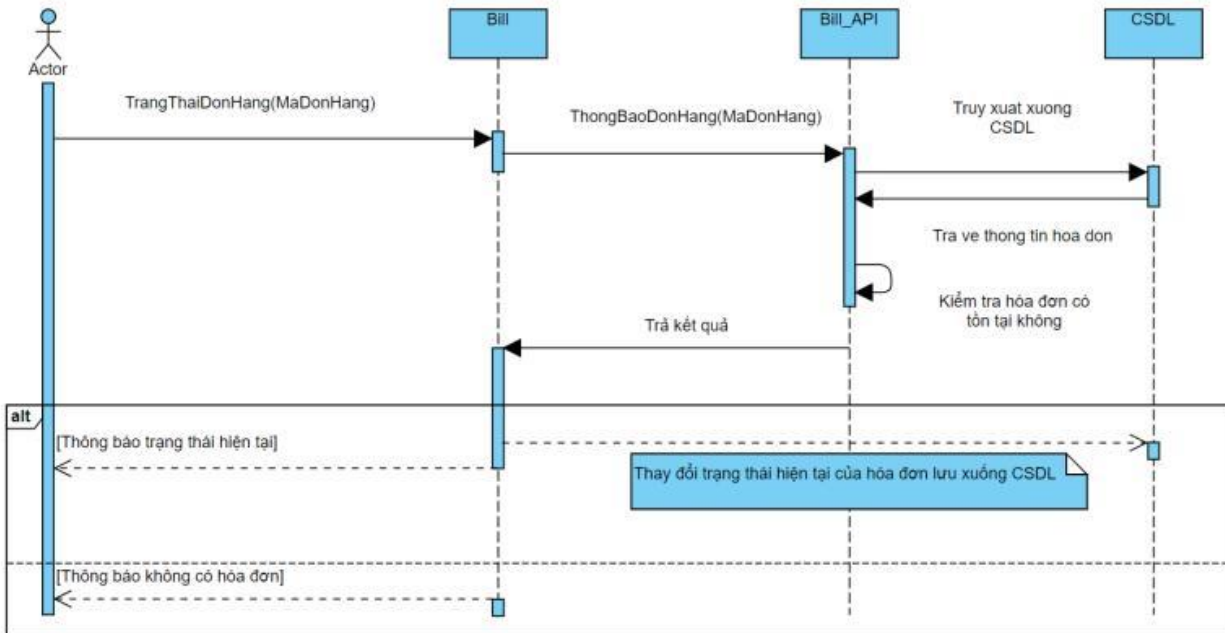 Bill
Bill_API
CSDL
Actor
TrangThaiDonHang(MaDonHang)
ThongBaoDonHang(MaDonHang)
Truy xuat xuong
CSDL
Tra ve thong tin hoa don
Kiểm tra hóa đơn có
tồn tại không
Trả kết quả
alt
[Thông báo trạng thái hiện tại]
Thay đổi trạng thái hiện tại của hóa đơn lưu xuống CSDL
[Thông báo không có hóa đơn]